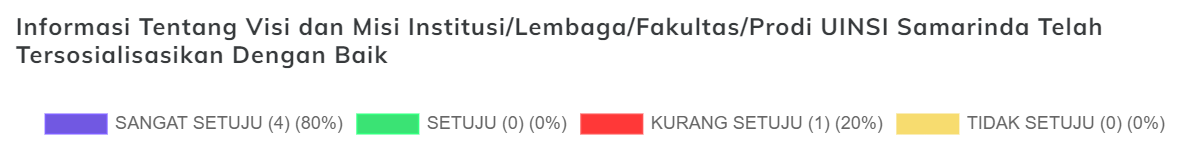 Informasi Tentang Visi dan Misi Institusi/Lembaga/Fakultas/Prodi UINSI Samarinda Telah
Tersosialisasikan Dengan Baik
SANGAT SETUJU (4) (80%) SETUJU (0) (0%) KURANG SETUJU (1) (20%) TIDAK SETUJU (0) (0%)